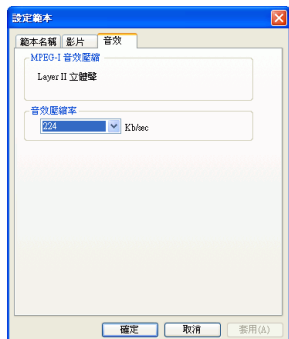 設定範本
範本名稱 影片 音效
MPEG-1 音效壓縮
Layer II 立體聲
音效壓縮率
224 Kb/sec
確定 取消 套用(A)